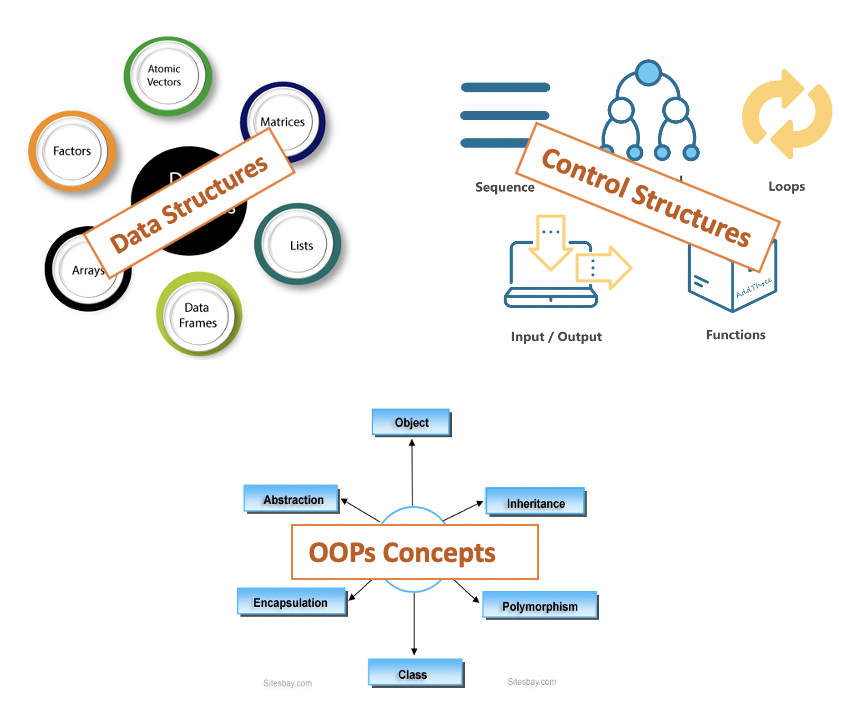 Atomic
Vectors
Matrices
Factors
Data Structures
Lists
Arrays
Data
Frames
Control Structures
Sequence
Loops
AddThree
Input / Output
Functions
Object
Abstraction
Inheritance
OOPs Concepts
Encapsulation
Polymorphism
Class
Sitesbay.com
Sitesbay.com